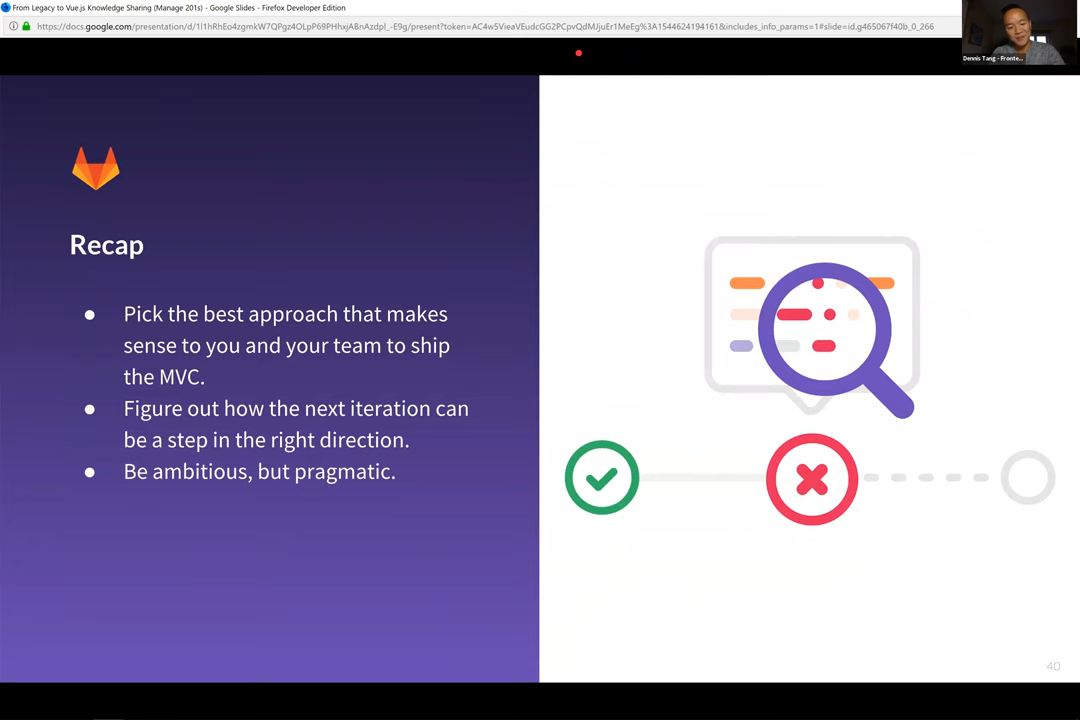 From Legacy to Vue.js Knowledge Sharing (Manage 201s) - Google Slides - Firefox Developer Edition
https://docs.google.com/presentation/d/1l1hRhEo4zgmkW7QPgz4OLpP69PHhxjABnAzdpl_-E9g/present?token=AC4w5VieaVEudcGG2PCpvQdMJjuEr1MeEg%3A1544624194161&includes_info_params=1#slide=id.g465067f40b_0_266
Dennis Tang - Fronte...
Recap
● Pick the best approach that makes
sense to you and your team to ship
the MVC.
● Figure out how the next iteration can
be a step in the right direction.
● Be ambitious, but pragmatic.
40